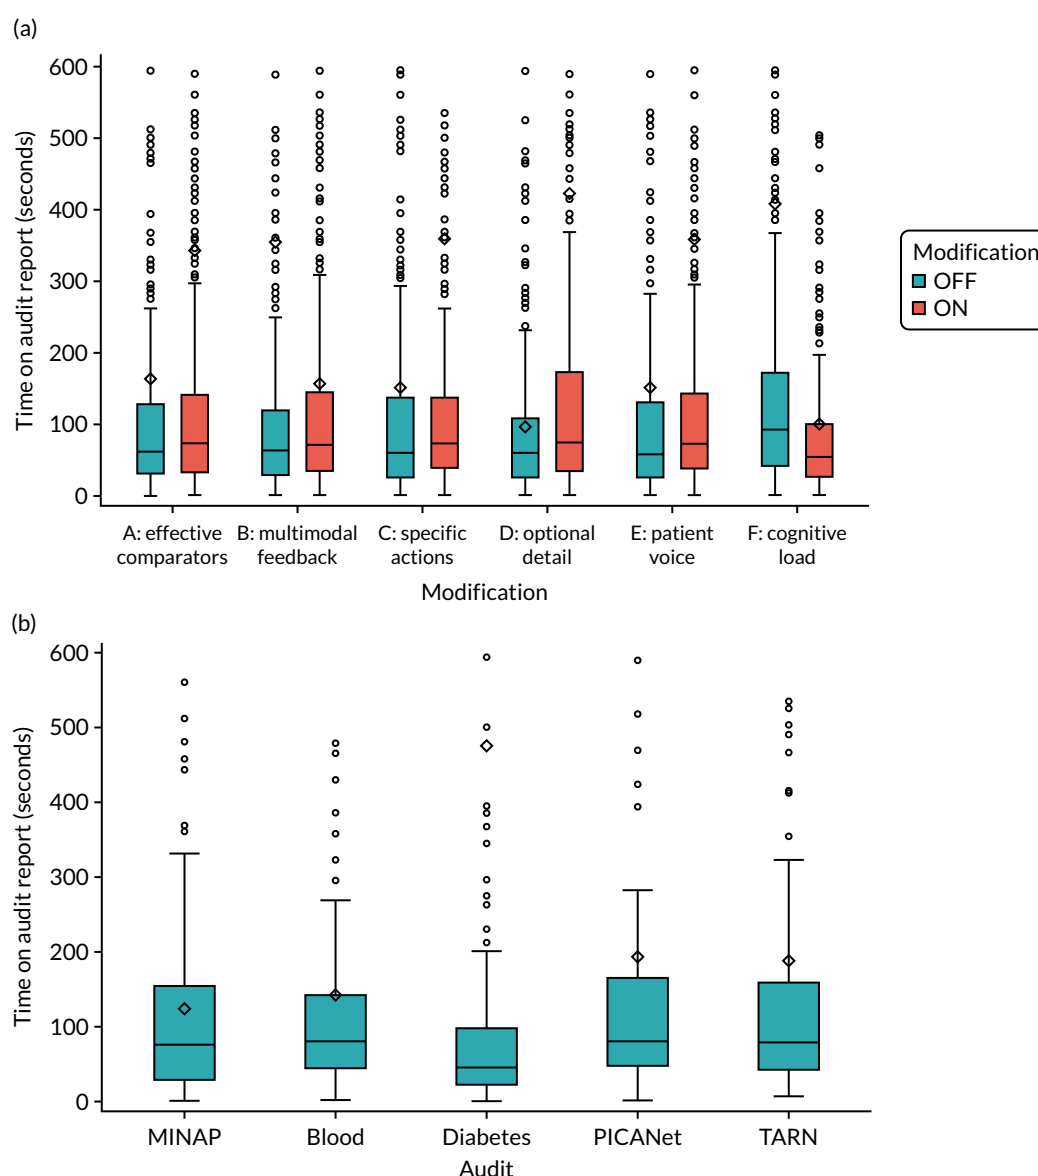 (a)
600
500
400
300
200
100
0
Time on audit report (seconds)
A: effective comparators
B: multimodal feedback
C: specific actions
D: optional detail
E: patient voice
F: cognitive load
Modification
Modification
OFF
ON
(b)
600
500
400
300
200
100
0
Time on audit report (seconds)
MINAP
Blood
Diabetes
PICANet
TARN
Audit